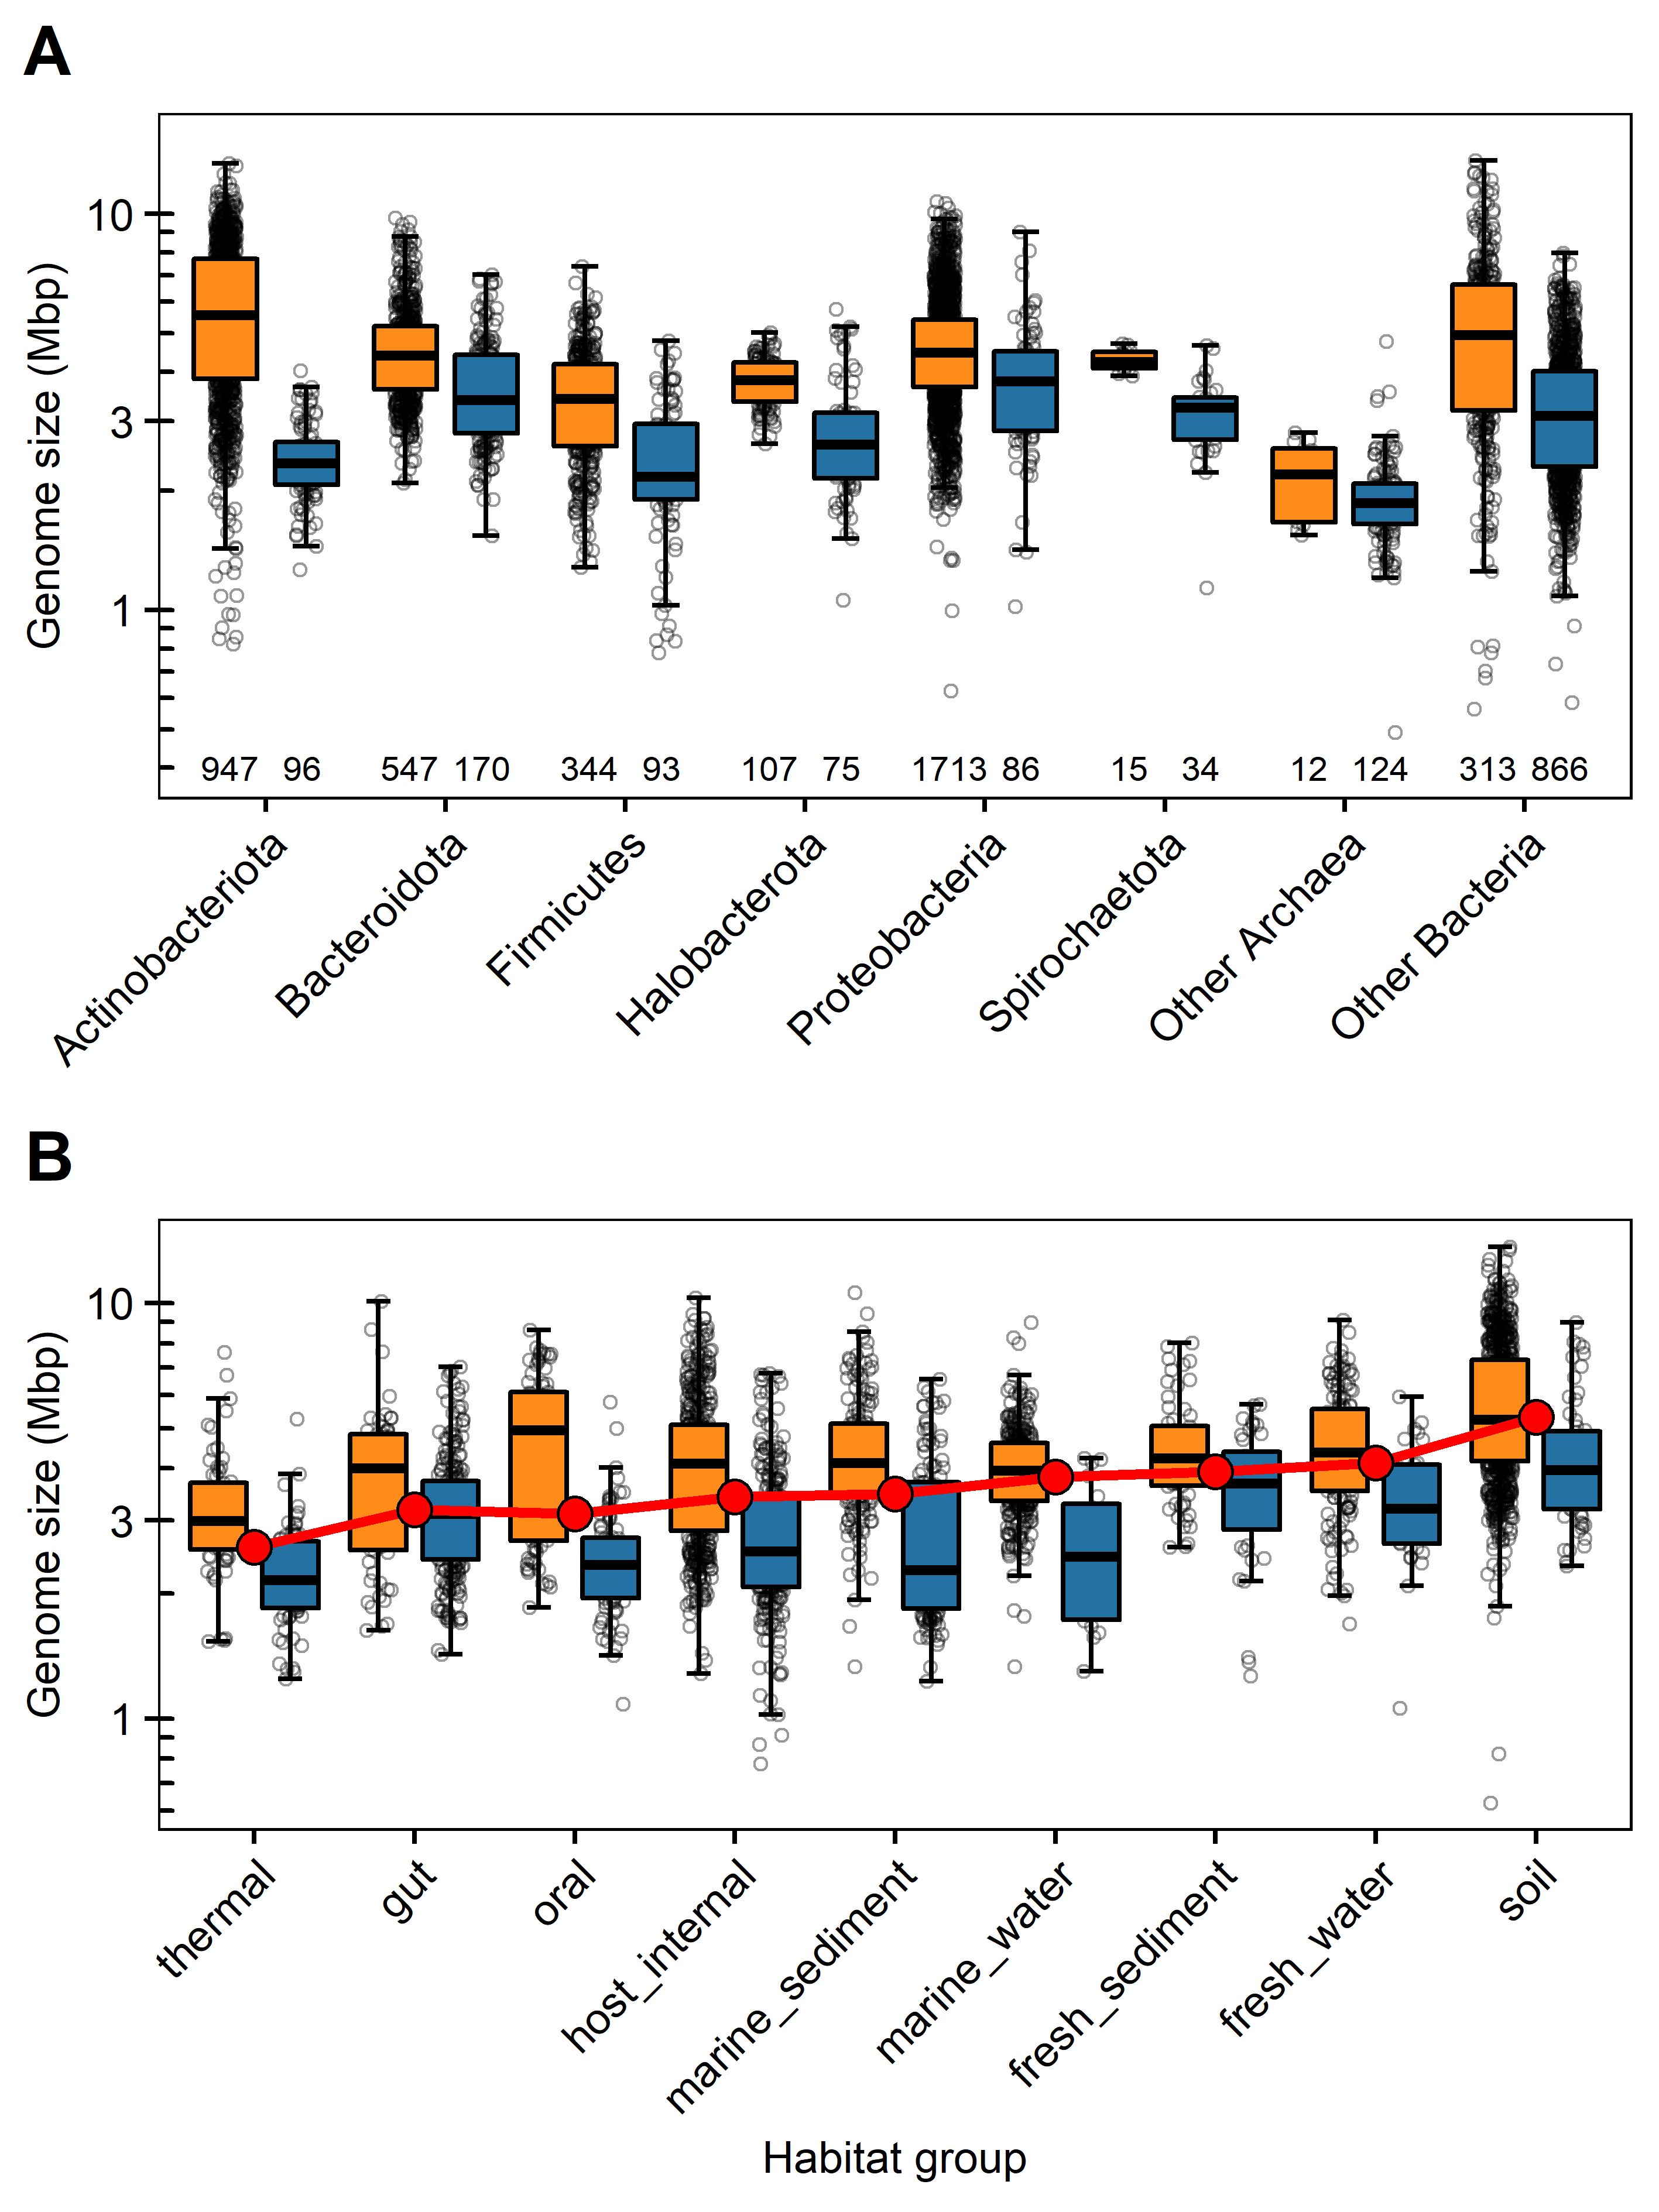 A
Genome size (Mbp)
10
3
1
947 96 547 170 344 93 107 75 1713 86 15 34 12 124 313 866
Actinobacteriota
Bacteroidota
Firmicutes
Halobacterota
Proteobacteria
Spirochaetota
Other Archaea
Other Bacteria
B
Genome size (Mbp)
10
3
1
thermal
gut
oral
host_internal
marine_sediment
marine_water
fresh_sediment
fresh_water
soil
Habitat group